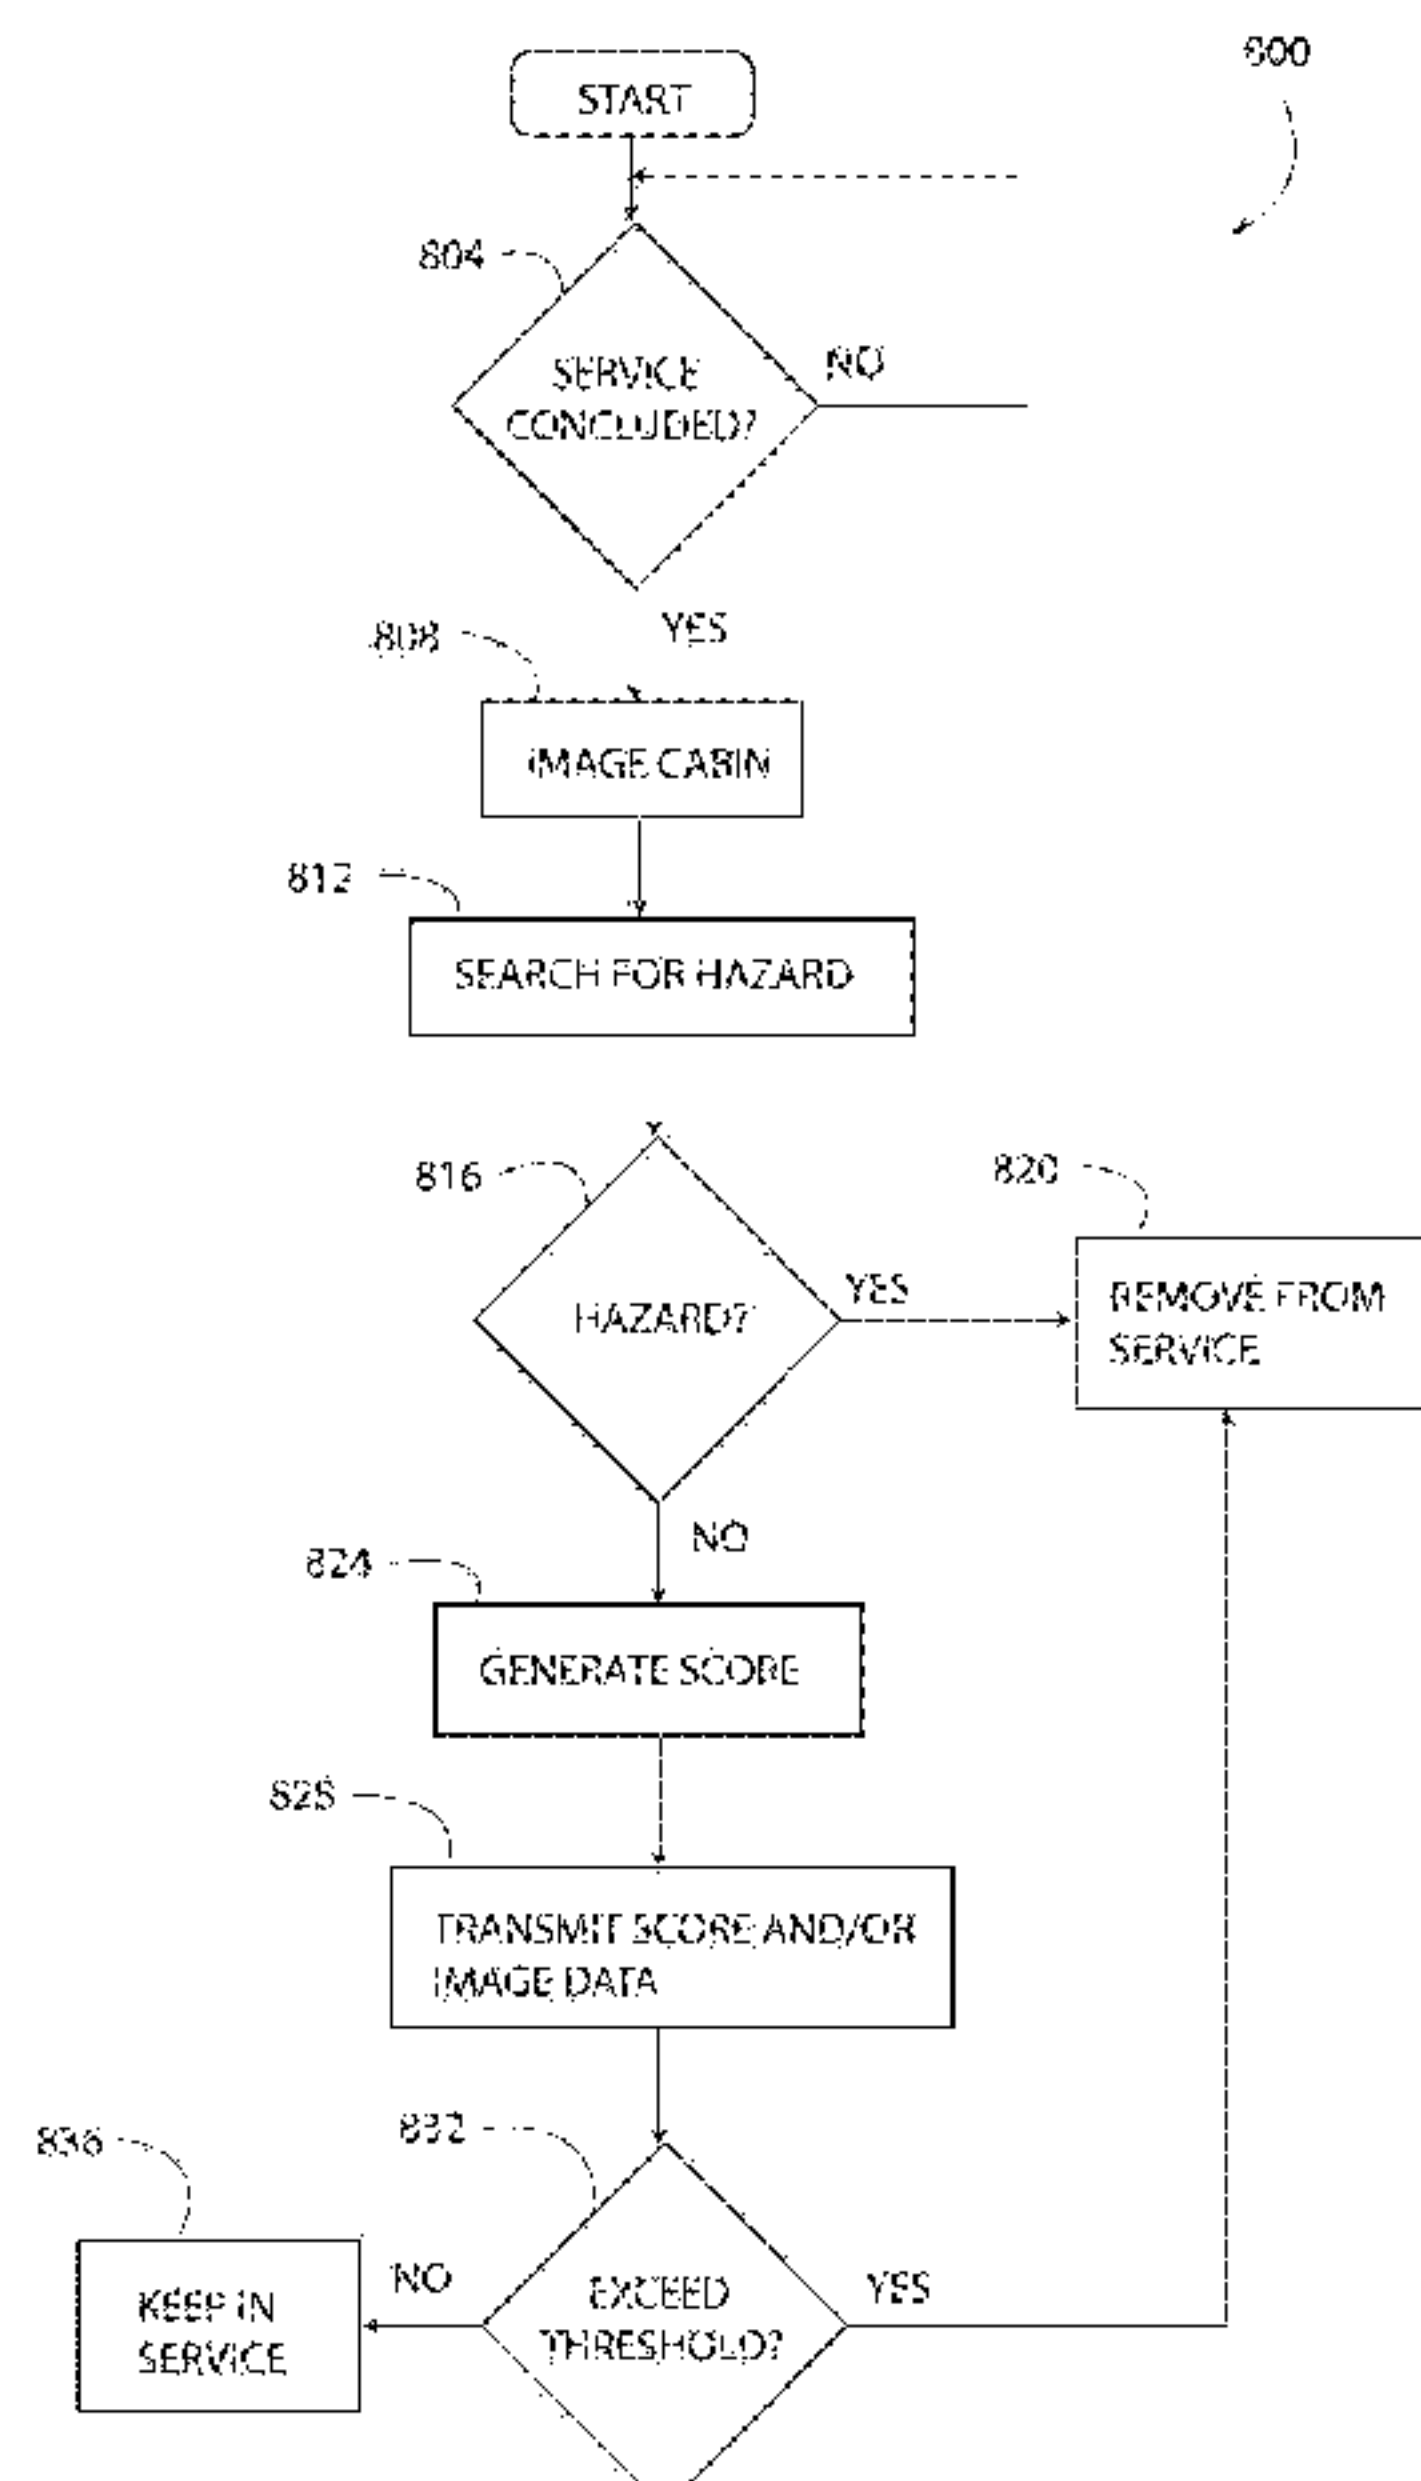 800
START
804
SERVICE
CONCLUDED?
NO
YES
808
IMAGE CABIN
812
SEARCH FOR HAZARD
816
HAZARD?
YES
820
REMOVE FROM
SERVICE
NO
824
GENERATE SCORE
828
TRANSMIT SCORE AND/OR
IMAGE DATA
832
836
NO
KEEP IN
SERVICE
EXCEED
THRESHOLD?
YES